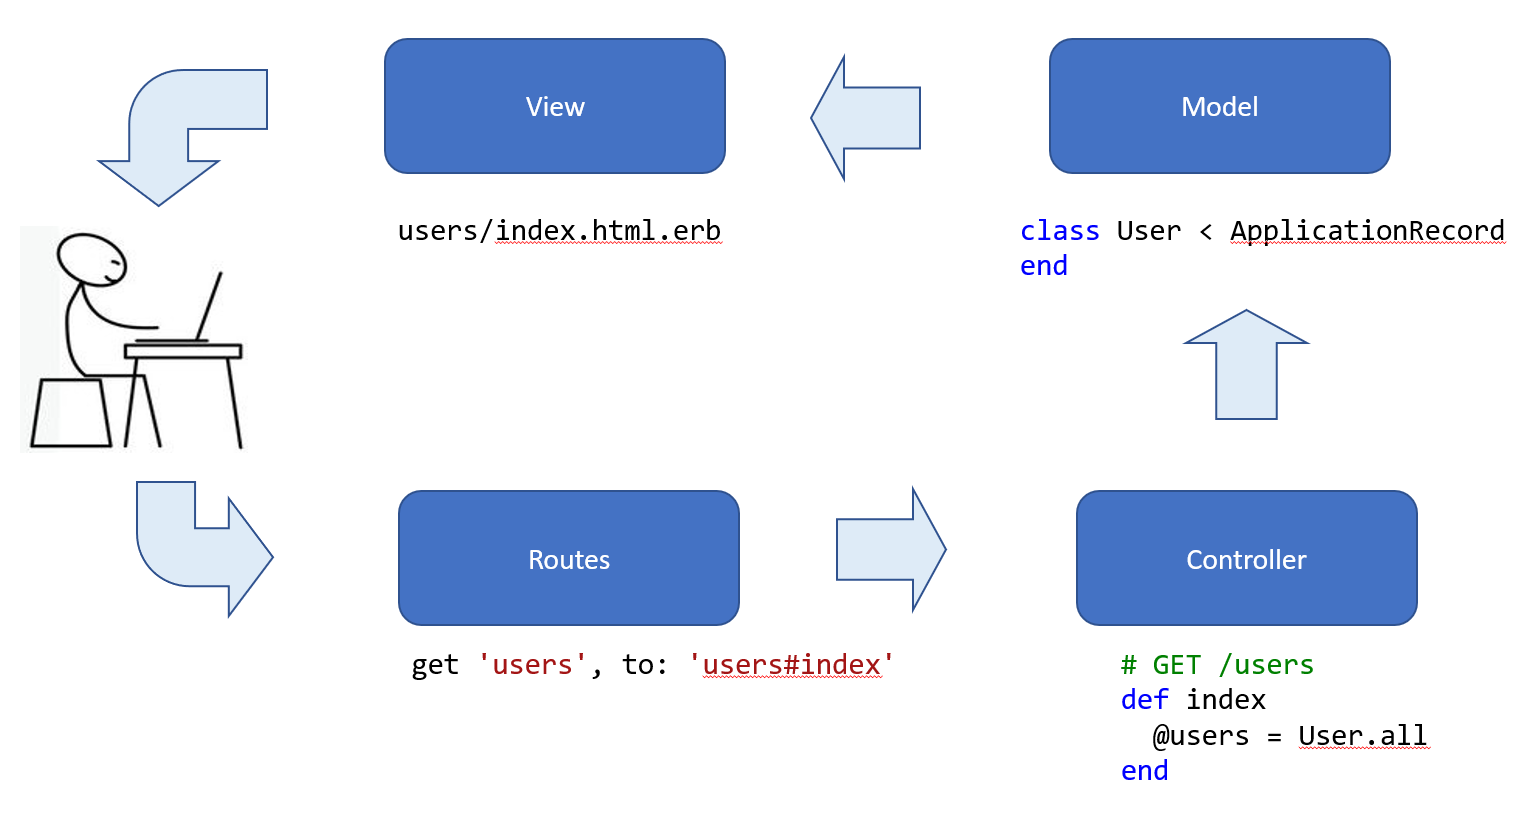 View
Model
users/index.html.erb
class User < ApplicationRecord
end
Routes
Controller
get 'users', to: 'users#index'
# GET /users
def index
  @users = User.all
end